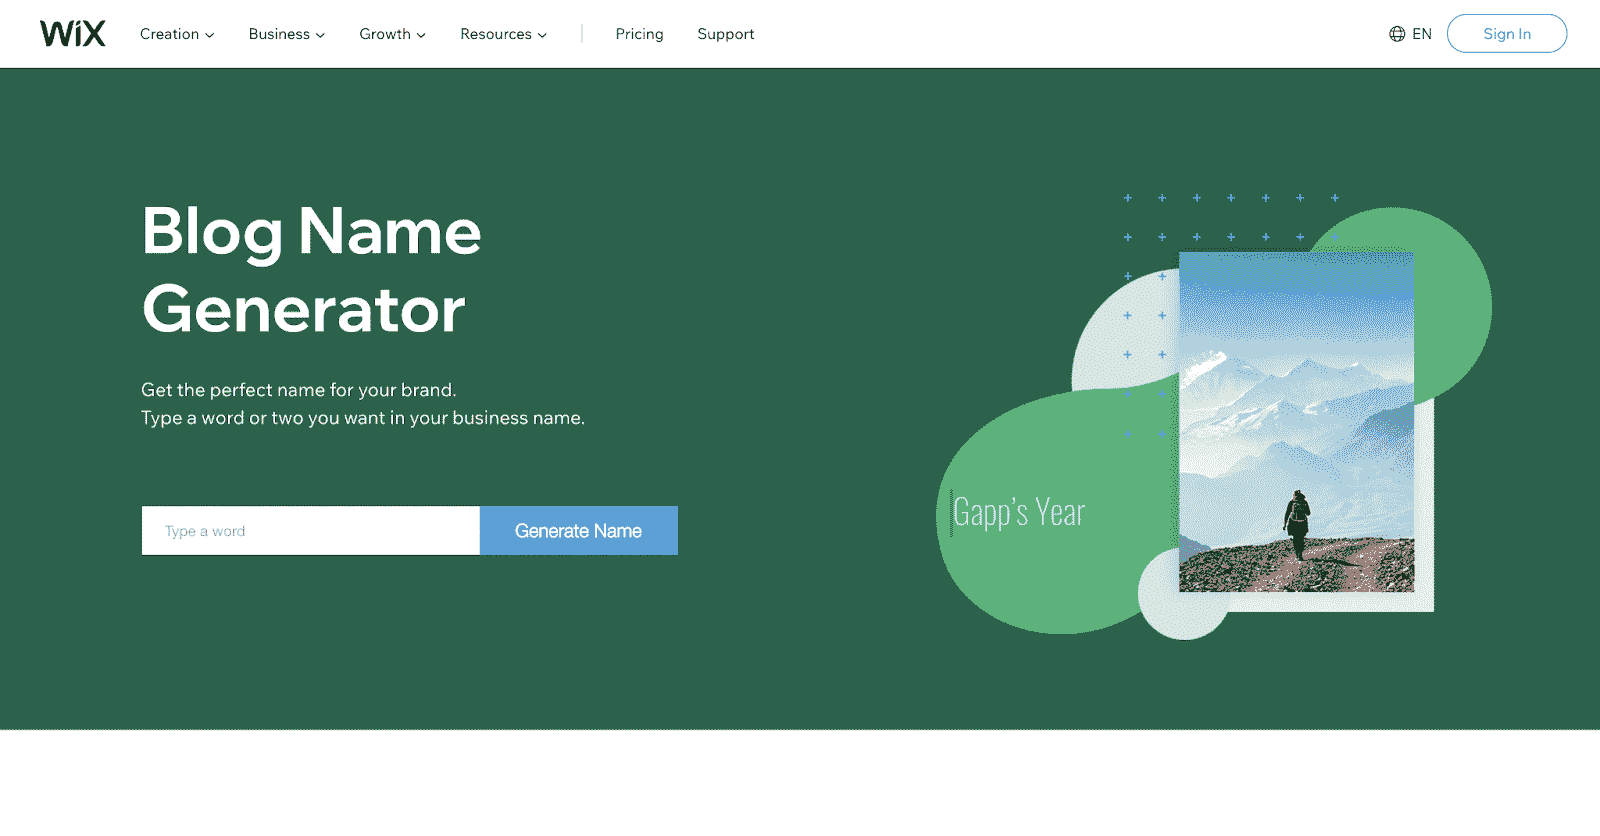 WiX
Creation
Business
Growth
Resources
Pricing
Support
EN
Sign In
Blog Name
Generator
Get the perfect name for your brand.
Type a word or two you want in your business name.
Type a word
Generate Name
Gapp's Year